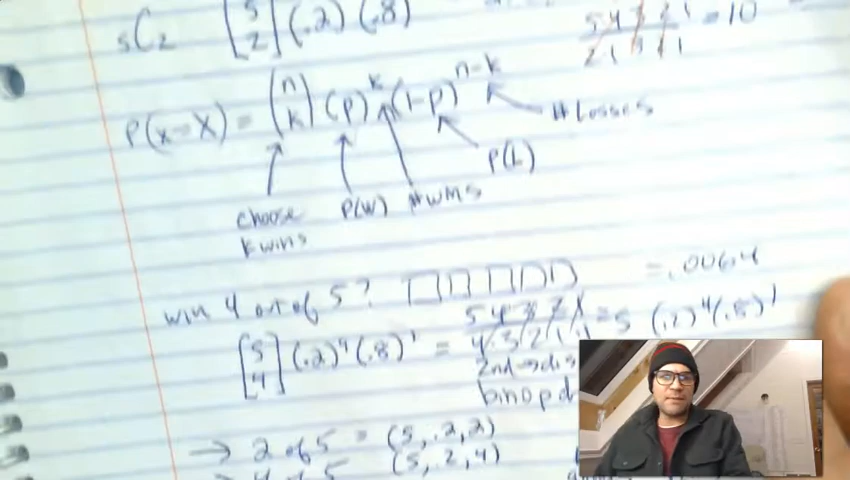 5C2 [5 2] (.2) (.8)
5 4 3 2 1 = 10
2 1 3 2 1
P(x=X) = (n k) (p)^k (1-p)^n-k
# Losses
P(L)
choose k wins
P(W)
# wins
win 4 out of 5?
= .0064
[5 4] (.2)^4 (.8)^1 = 5 4 3 2 1 = 5 (.2)^4 (.8)^1
4.3 2 1.1
2nd → dis
binopd
→ 2 of 5 = (5, .2, 2)
(5, .2, 4)